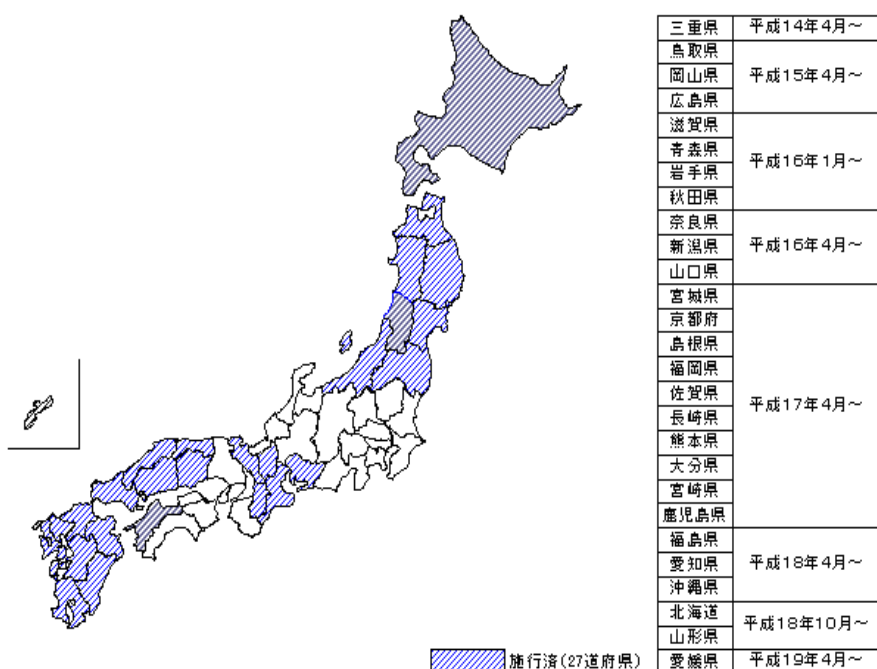 三重県 平成14年4月～
鳥取県
岡山県 平成15年4月～
広島県
滋賀県
青森県 平成16年1月～
岩手県
秋田県
奈良県
新潟県 平成16年4月～
山口県
宮城県
京都府
島根県
福岡県
佐賀県 平成17年4月～
長崎県
熊本県
大分県
宮崎県
鹿児島県
福島県
愛知県 平成18年4月～
沖縄県
北海道 平成18年10月～
山形県
愛媛県 平成19年4月～
施行済(27道府県)